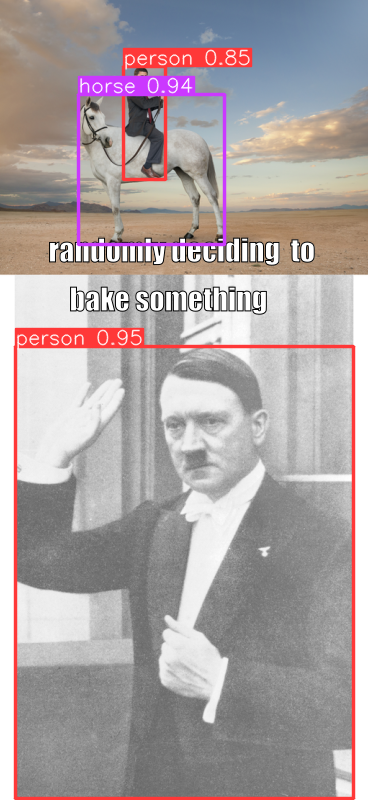 person 0.85
horse 0.94
randomly deciding to
bake something
person 0.95